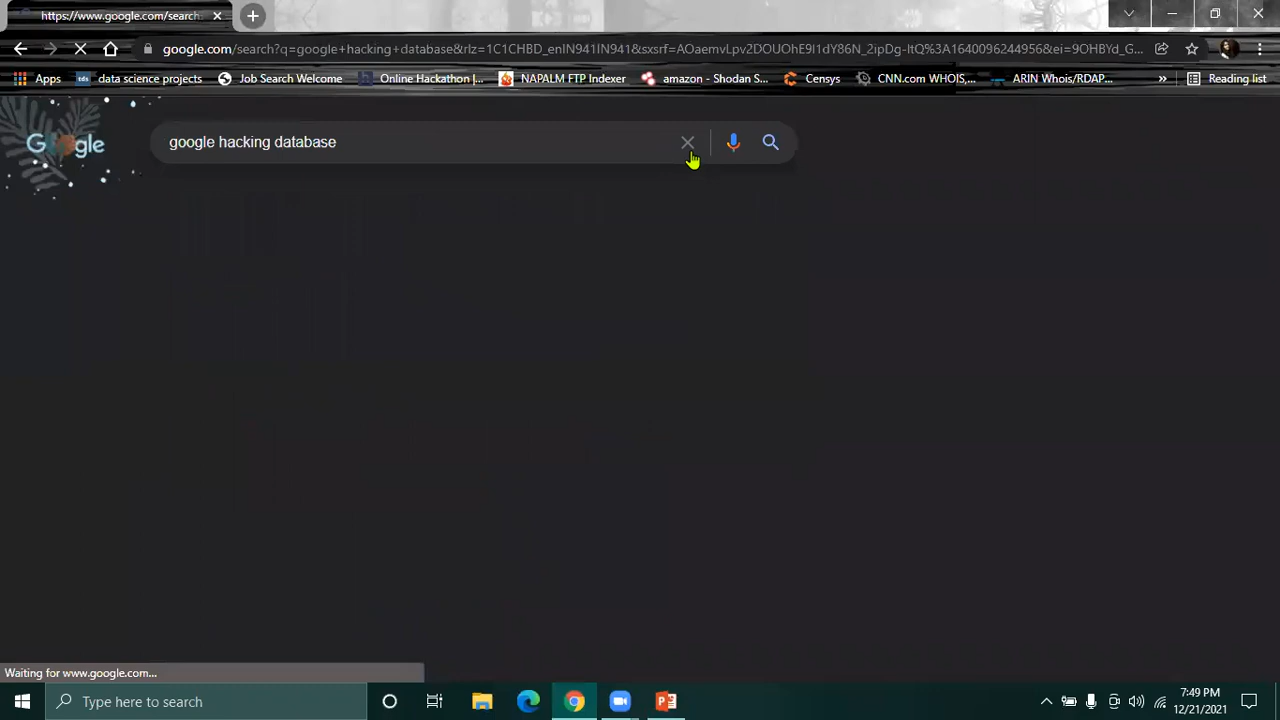 https://www.google.com/search
google.com/search?q=google+hacking+database&rlz=1C1CHBD_enIN941IN941&sxsrf=AOaemvLpv2DOUOhE9I1dY86N_2ipDg-ItQ%3A1640096244956&ei=9OHBYd_G...
Apps data science projects Job Search Welcome Online Hackathon |... NAPALM FTP Indexer amazon - Shodan S... Censys CNN.com WHOIS,... ARIN Whois/RDAP... » Reading list
Google
google hacking database
Waiting for www.google.com...
Type here to search
7:49 PM
12/21/2021